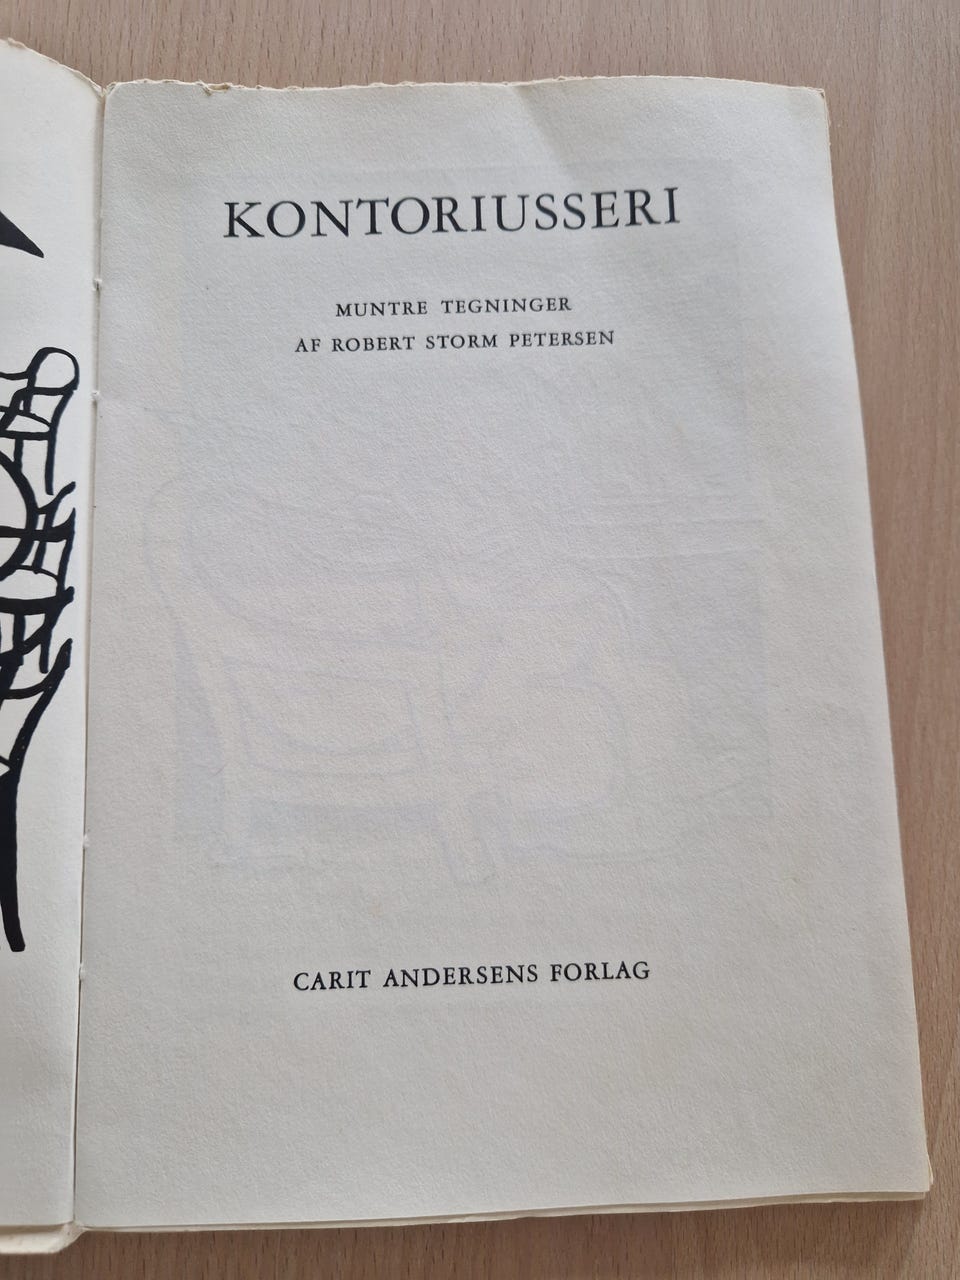 KONTORIUSSERI
MUNTRE TEGNINGER
AF ROBERT STORM PETERSEN
CARIT ANDERSENS FORLAG